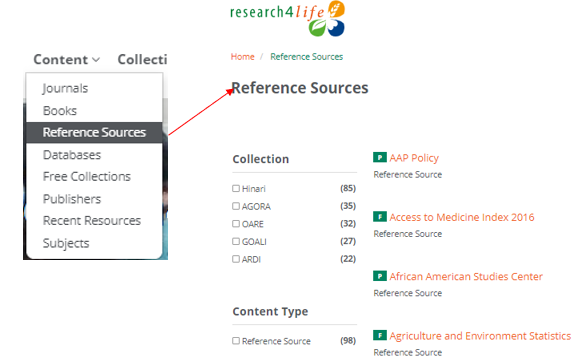 research4life
Content
Collecti
Journals
Books
Reference Sources
Databases
Free Collections
Publishers
Recent Resources
Subjects
Home / Reference Sources
Reference Sources
Collection
Hinari (85)
AGORA (35)
OARE (32)
GOALI (27)
ARDI (22)
Content Type
Reference Source (98)
P AAP Policy
Reference Source
F Access to Medicine Index 2016
Reference Source
F African American Studies Center
Reference Source
F Agriculture and Environment Statistics
Reference Source